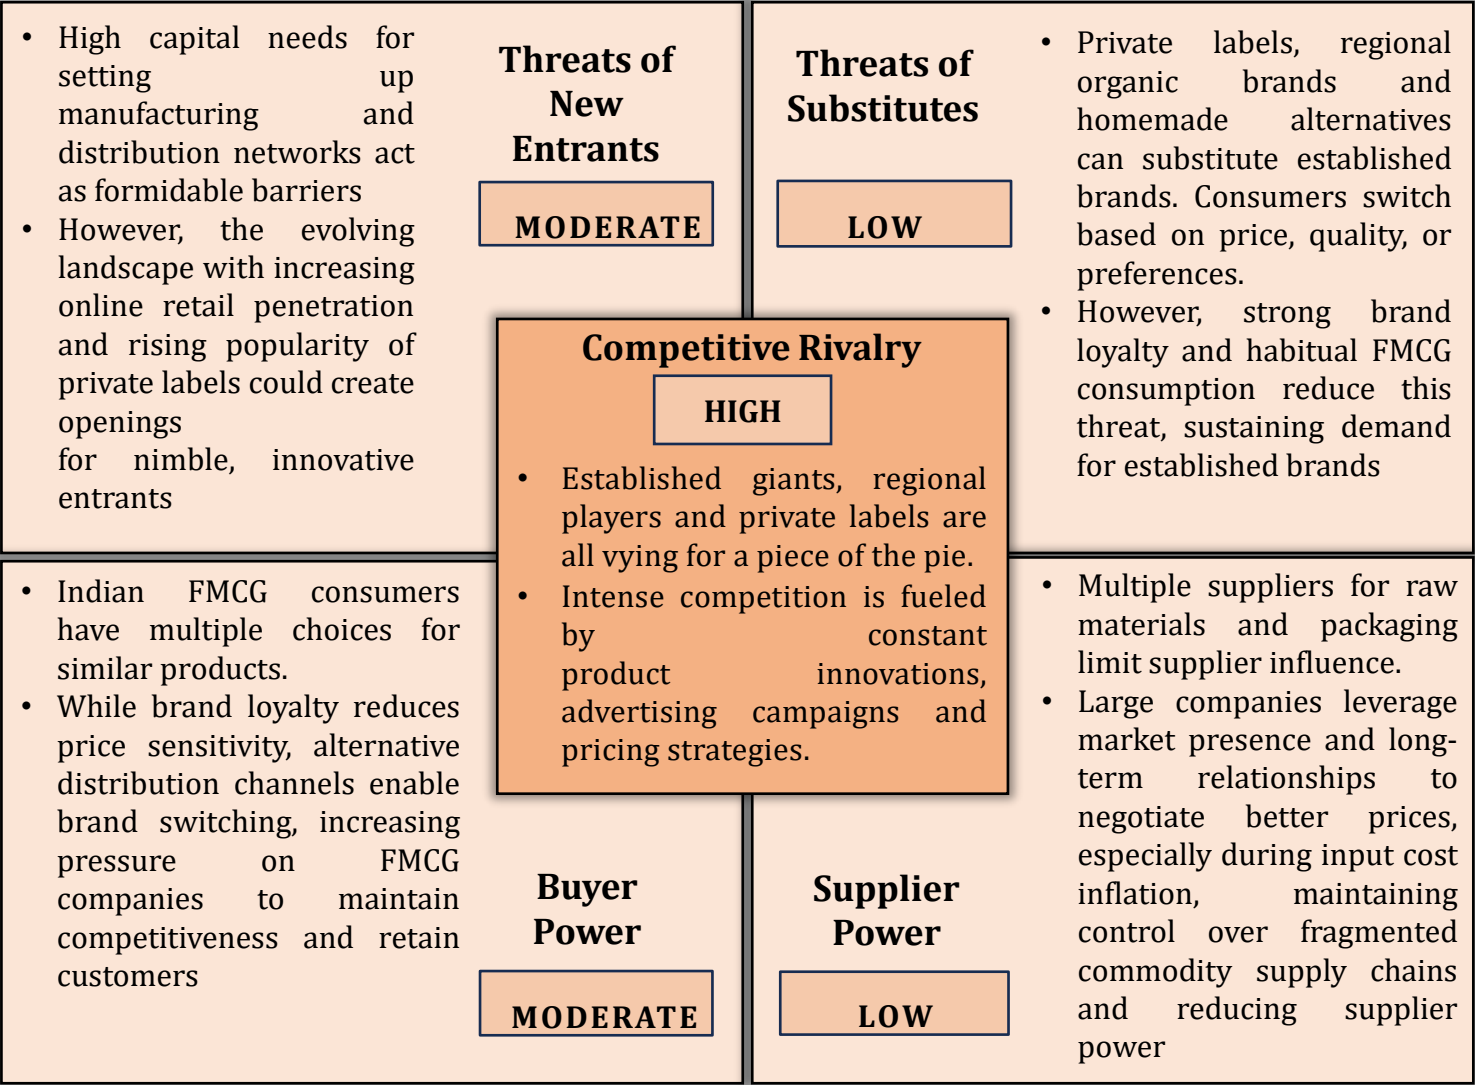 • High capital needs for
setting up
manufacturing and
distribution networks act
as formidable barriers
• However, the evolving
landscape with increasing
online retail penetration
and rising popularity of
private labels could create
openings
for nimble, innovative
entrants
Threats of
New
Entrants
MODERATE
Threats of
Substitutes
LOW
• Private labels, regional
organic brands and
homemade alternatives
can substitute established
brands. Consumers switch
based on price, quality, or
preferences.
• However, strong brand
loyalty and habitual FMCG
consumption reduce this
threat, sustaining demand
for established brands
Competitive Rivalry
HIGH
• Established giants, regional
players and private labels are
all vying for a piece of the pie.
• Intense competition is fueled
by constant
product innovations,
advertising campaigns and
pricing strategies.
• Indian FMCG consumers
have multiple choices for
similar products.
• While brand loyalty reduces
price sensitivity, alternative
distribution channels enable
brand switching, increasing
pressure on FMCG
companies to maintain
competitiveness and retain
customers
Buyer
Power
MODERATE
Supplier
Power
LOW
• Multiple suppliers for raw
materials and packaging
limit supplier influence.
• Large companies leverage
market presence and long-
term relationships to
negotiate better prices,
especially during input cost
inflation, maintaining
control over fragmented
commodity supply chains
and reducing supplier
power